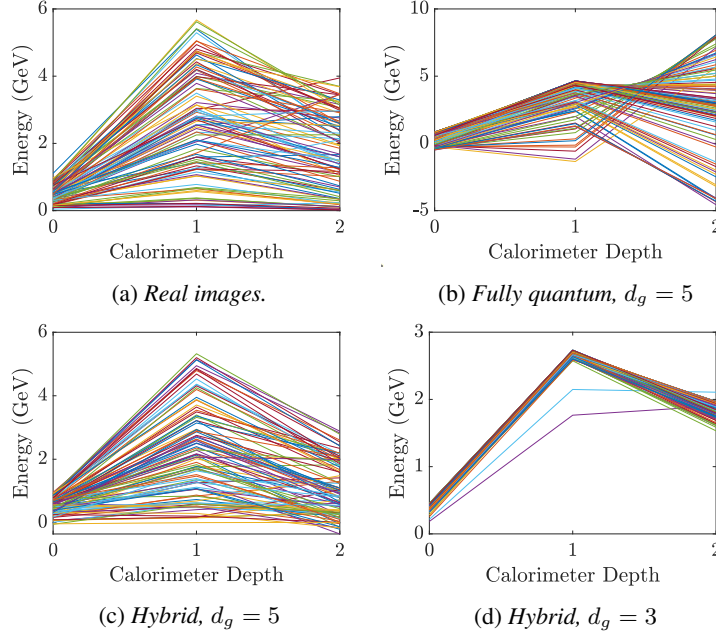 6
4
2
0
Energy (GeV)
0
1
2
Calorimeter Depth
(a) Real images.
10
5
0
-5
Energy (GeV)
0
1
2
Calorimeter Depth
(b) Fully quantum, d_g = 5
6
4
2
0
Energy (GeV)
0
1
2
Calorimeter Depth
(c) Hybrid, d_g = 5
3
2
1
0
Energy (GeV)
0
1
2
Calorimeter Depth
(d) Hybrid, d_g = 3